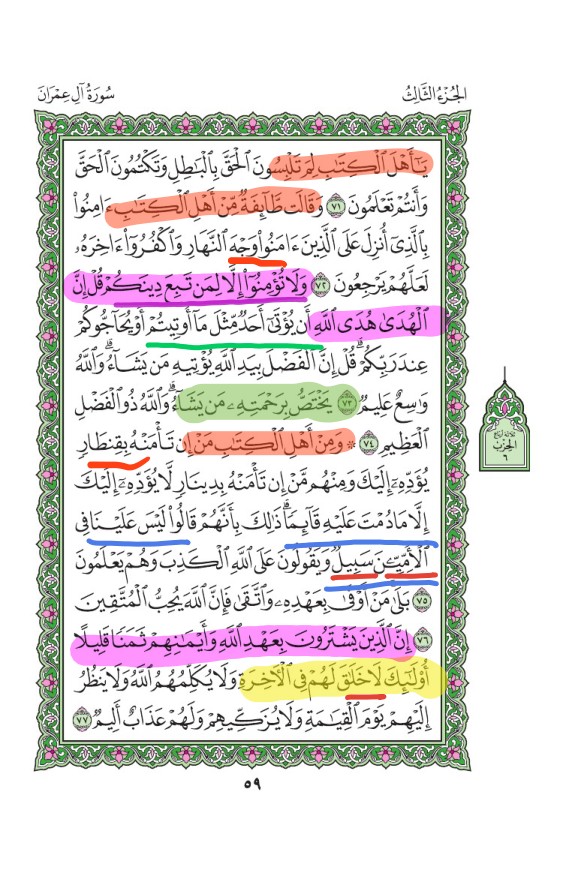 سُورَةُ آلِ عِمْرَانَ
الجُزْءُ الثَّالِثُ
يَٰٓأَهْلَ ٱلْكِتَٰبِ لِمَ تَلْبِسُونَ ٱلْحَقَّ بِٱلْبَٰطِلِ وَتَكْتُمُونَ ٱلْحَقَّ
وَأَنتُمْ تَعْلَمُونَ ٧١ وَقَالَت طَّآئِفَةٌ مِّنْ أَهْلِ ٱلْكِتَٰبِ ءَامِنُوا۟
بِٱلَّذِىٓ أُنزِلَ عَلَى ٱلَّذِينَ ءَامَنُوا۟ وَجْهَ ٱلنَّهَارِ وَٱكْفُرُوٓا۟ ءَاخِرَهُۥ
لَعَلَّهُمْ يَرْجِعُونَ ٧٢ وَلَا تُؤْمِنُوٓا۟ إِلَّا لِمَن تَبِعَ دِينَكُمْ قُلْ إِنَّ
ٱلْهُدَىٰ هُدَى ٱللَّهِ أَن يُؤْتَىٰٓ أَحَدٌ مِّثْلَ مَآ أُوتِيتُمْ أَوْ يُحَآجُّوكُمْ
عِندَ رَبِّكُمْ ۗ قُلْ إِنَّ ٱلْفَضْلَ بِيَدِ ٱللَّهِ يُؤْتِيهِ مَن يَشَآءُ ۗ وَٱللَّهُ
وَٰسِعٌ عَلِيمٌ ٧٣ يَخْتَصُّ بِرَحْمَتِهِۦ مَن يَشَآءُ ۗ وَٱللَّهُ ذُو ٱلْفَضْلِ
ٱلْعَظِيمِ ٧٤ ۞ وَمِنْ أَهْلِ ٱلْكِتَٰبِ مَنْ إِن تَأْمَنْهُ بِقِنطَارٍ
يُؤَدِّهِۦٓ إِلَيْكَ وَمِنْهُم مَّنْ إِن تَأْمَنْهُ بِدِينَارٍ لَّا يُؤَدِّهِۦٓ إِلَيْكَ
إِلَّا مَا دُمْتَ عَلَيْهِ قَآئِمًا ۗ ذَٰلِكَ بِأَنَّهُمْ قَالُوا۟ لَيْسَ عَلَيْنَا فِى
ٱلْأُمِّيِّـۧنَ سَبِيلٌ وَيَقُولُونَ عَلَى ٱللَّهِ ٱلْكَذِبَ وَهُمْ يَعْلَمُونَ
٧٥ بَلَىٰ مَنْ أَوْفَىٰ بِعَهْدِهِۦ وَٱتَّقَىٰ فَإِنَّ ٱللَّهَ يُحِبُّ ٱلْمُتَّقِينَ
٧٦ إِنَّ ٱلَّذِينَ يَشْتَرُونَ بِعَهْدِ ٱللَّهِ وَأَيْمَٰنِهِمْ ثَمَنًا قَلِيلًا
أُو۟لَٰٓئِكَ لَا خَلَٰقَ لَهُمْ فِى ٱلْءَاخِرَةِ وَلَا يُكَلِّمُهُمُ ٱللَّهُ وَلَا يَنظُرُ
إِلَيْهِمْ يَوْمَ ٱلْقِيَٰمَةِ وَلَا يُزَكِّيهِمْ وَلَهُمْ عَذَابٌ أَلِيمٌ ٧٧
ثلاثة أرباع
الحزب
٦
٥٩